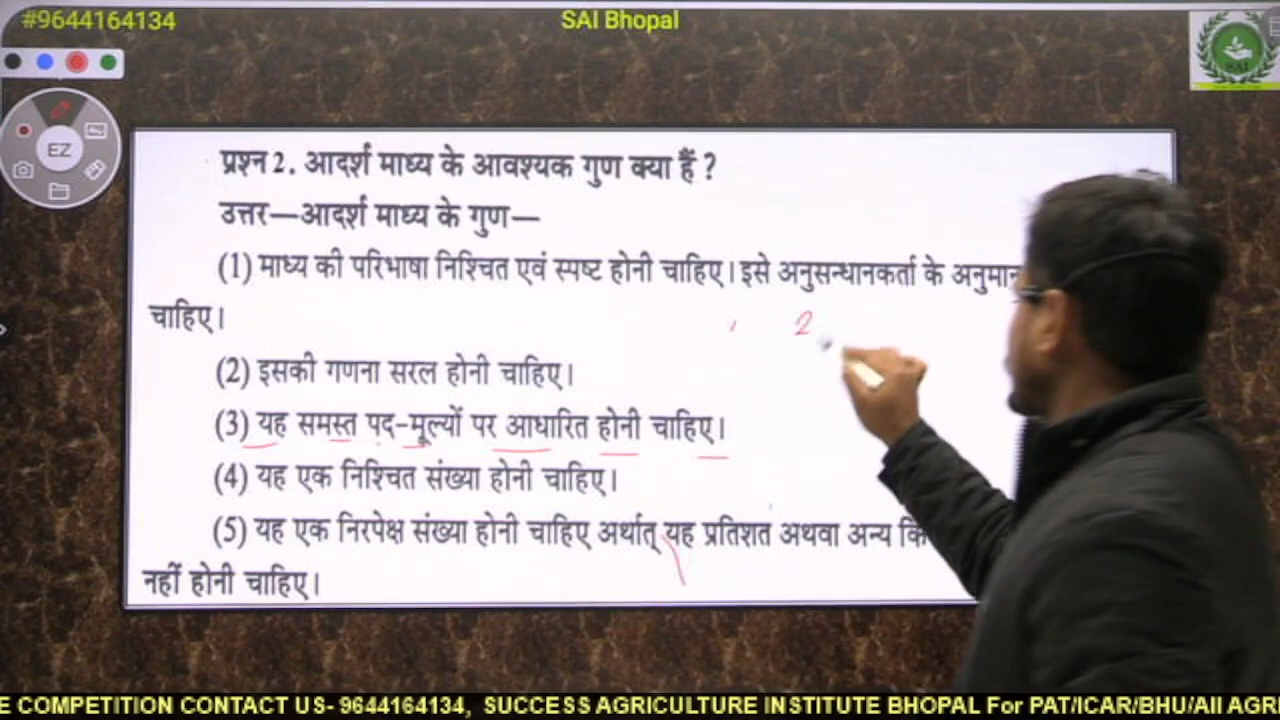 #9644164134
SAI Bhopal
SAI
EZ
प्रश्न 2. आदर्श माध्य के आवश्यक गुण क्या हैं ?
उत्तर—आदर्श माध्य के गुण—
(1) माध्य की परिभाषा निश्चित एवं स्पष्ट होनी चाहिए। इसे अनुसन्धानकर्ता के
चाहिए।
2
(2) इसकी गणना सरल होनी चाहिए।
(3) यह समस्त पद-मूल्यों पर आधारित होनी चाहिए।
(4) यह एक निश्चित संख्या होनी चाहिए।
(5) यह एक निरपेक्ष संख्या होनी चाहिए अर्थात् यह प्रतिशत अथवा अन्य
नहीं होनी चाहिए।
E COMPETITION CONTACT US- 9644164134, SUCCESS AGRICULTURE INSTITUTE BHOPAL For PAT/ICAR/BHU/All AGRI